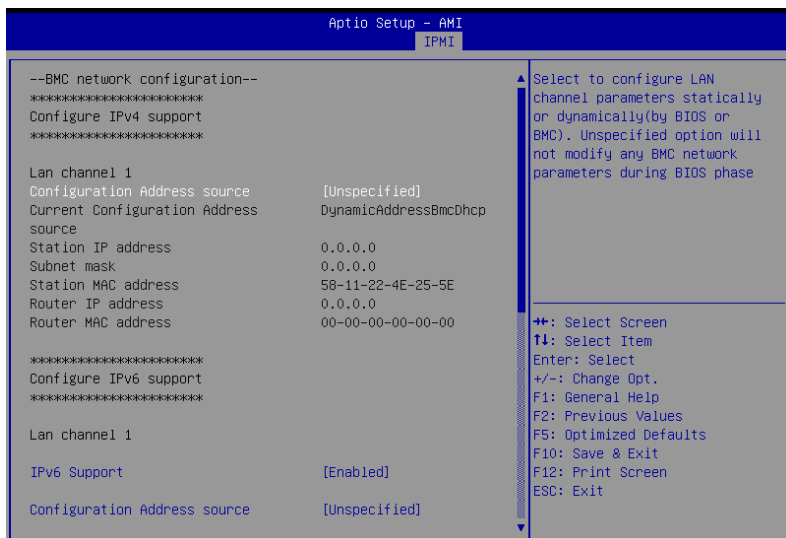 Aptio Setup - AMI
IPMI
--BMC network configuration--
***********************
Configure IPv4 support
***********************
Lan channel 1
Configuration Address source [Unspecified]
Current Configuration Address DynamicAddressBmcDhcp
source
Station IP address 0.0.0.0
Subnet mask 0.0.0.0
Station MAC address 58-11-22-4E-25-5E
Router IP address 0.0.0.0
Router MAC address 00-00-00-00-00-00
***********************
Configure IPv6 support
***********************
Lan channel 1
IPv6 Support [Enabled]
Configuration Address source [Unspecified]
Select to configure LAN
channel parameters statically
or dynamically(by BIOS or
BMC). Unspecified option will
not modify any BMC network
parameters during BIOS phase
→←: Select Screen
↑↓: Select Item
Enter: Select
+/-: Change Opt.
F1: General Help
F2: Previous Values
F5: Optimized Defaults
F10: Save & Exit
F12: Print Screen
ESC: Exit